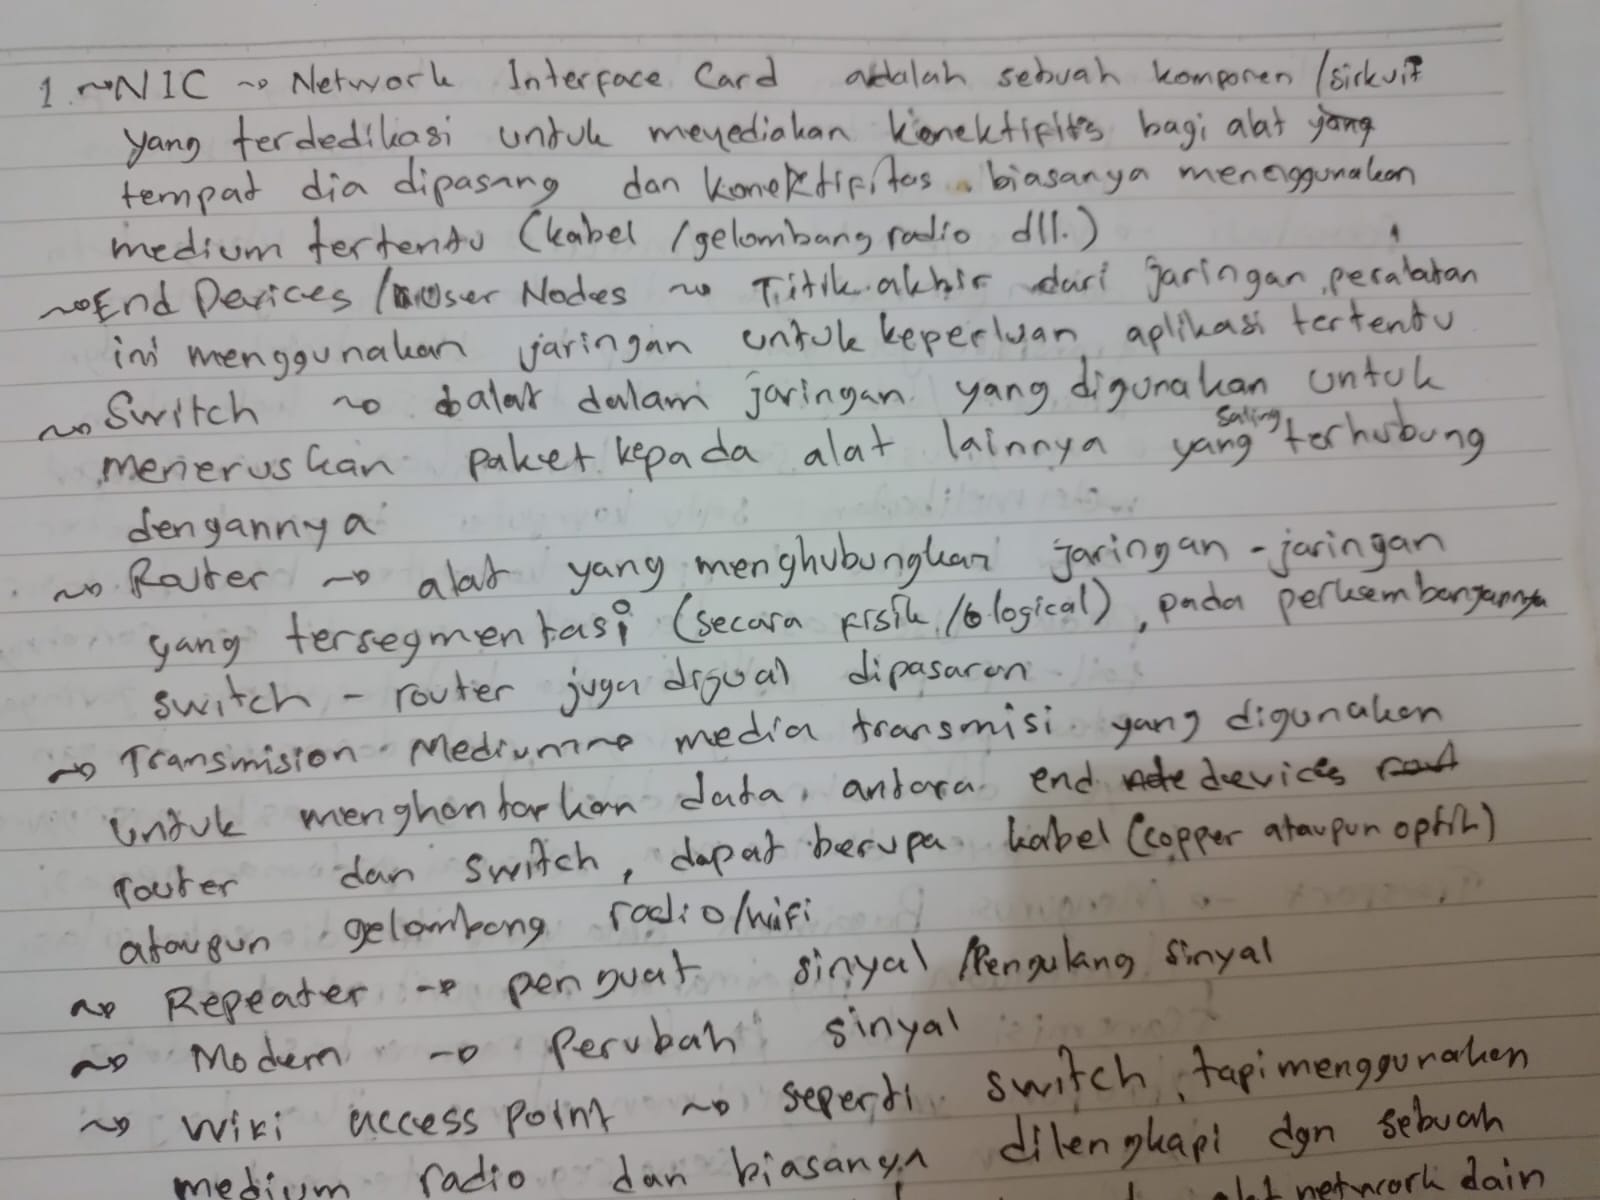 1. ~NIC ~> Network Interface Card adalah sebuah komponen /sirkuit
yang terdedikasi untuk meyediakan konektifits bagi alat yang
tempat dia dipasang dan konektifitas biasanya menggunakan
medium tertentu (kabel /gelombang radio dll.)
~> End Devices /User Nodes ~> Titik akhir dari jaringan, peralatan
ini menggunakan jaringan untuk keperluan aplikasi tertentu
~> Switch ~> alat dalam jaringan yang digunakan untuk
meneruskan paket kepada alat lainnya yang saling terhubung
dengannya
~> Router ~> alat yang menghubungkan jaringan - jaringan
yang tersegmentasi (secara fisik /logical), pada perkembangannya
switch - router juga dijual dipasaran
~> Transmision Medium ~> media transmisi yang digunakan
untuk menghantarkan data antara end devices
router dan switch, dapat berupa kabel (copper ataupun optik)
ataupun gelombang radio/wifi
~> Repeater -> penguat sinyal /Pengulang sinyal
~> Modem -> Perubah sinyal
~> Wifi access point ~> seperti switch, tapi menggunakan
medium radio dan biasanya dilengkapi dgn sebuah
network